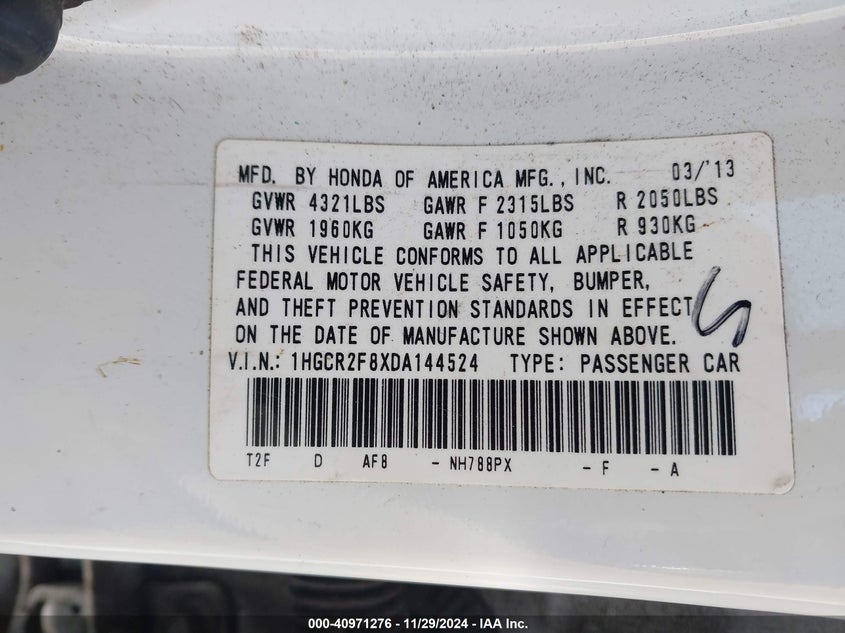 MFD. BY HONDA OF AMERICA MFG., INC. 03/'13
GVWR 4321LBS GAWR F 2315LBS R 2050LBS
GVWR 1960KG GAWR F 1050KG R 930KG
THIS VEHICLE CONFORMS TO ALL APPLICABLE
FEDERAL MOTOR VEHICLE SAFETY, BUMPER,
AND THEFT PREVENTION STANDARDS IN EFFECT
ON THE DATE OF MANUFACTURE SHOWN ABOVE.
V.I.N.: 1HGCR2F8XDA144524 TYPE: PASSENGER CAR
T2F D AF8 - NH788PX - F - A
000-40971276 - 11/29/2024 - IAA Inc.